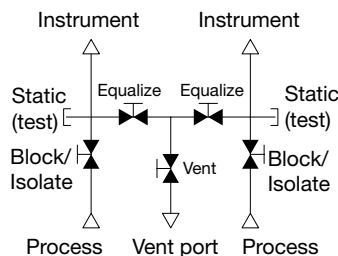 Instrument
Instrument
Equalize
Equalize
Static
(test)
Static
(test)
Block/
Isolate
Vent
Block/
Isolate
Process
Vent port
Process